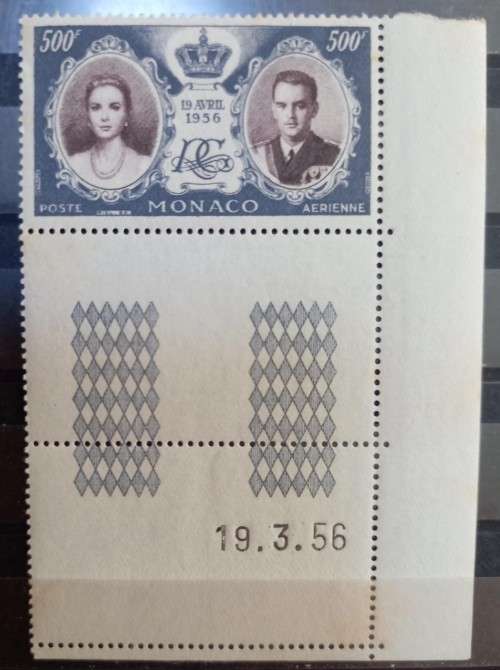 500F 500F
19 AVRIL
1956
RG
POSTE MONACO AERIENNE
19.3.56